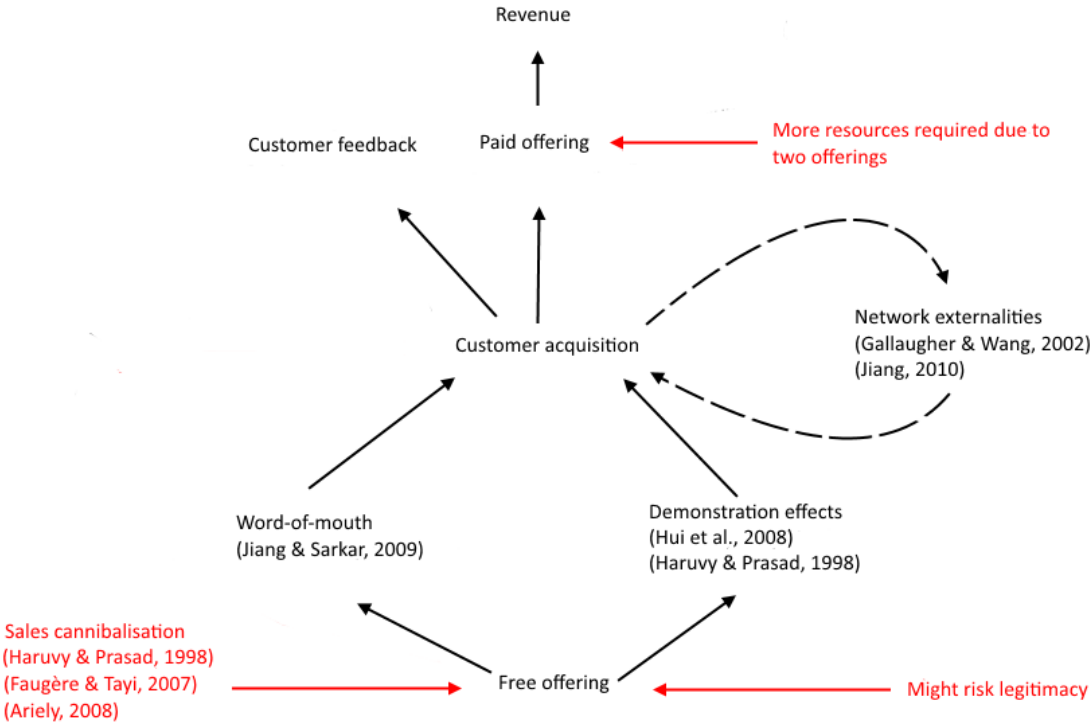 Revenue
Customer feedback
Paid offering
More resources required due to
two offerings
Customer acquisition
Network externalities
(Gallaugher & Wang, 2002)
(Jiang, 2010)
Word-of-mouth
(Jiang & Sarkar, 2009)
Demonstration effects
(Hui et al., 2008)
(Haruvy & Prasad, 1998)
Sales cannibalisation
(Haruvy & Prasad, 1998)
(Faugère & Tayi, 2007)
(Ariely, 2008)
Free offering
Might risk legitimacy